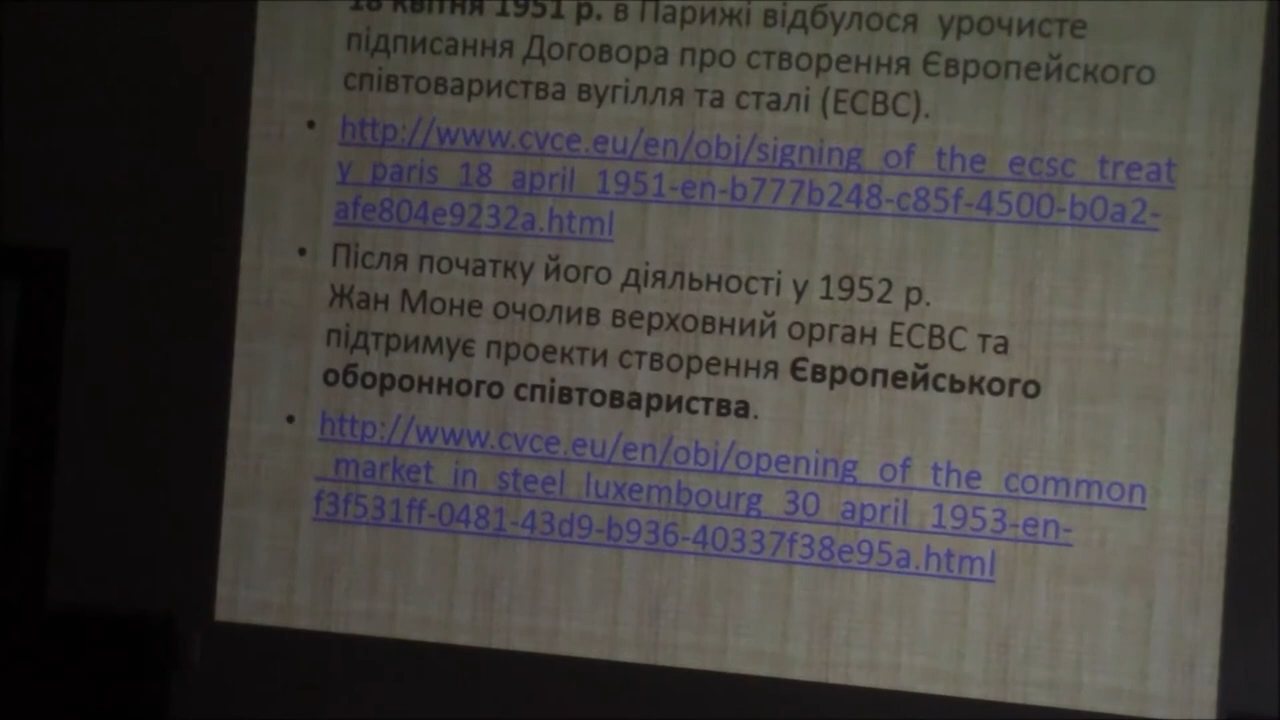 18 квітня 1951 р. в Парижі відбулося урочисте
підписання Договора про створення Європейского
співтовариства вугілля та сталі (ЕСВС).
• http://www.cvce.eu/en/obj/signing_of_the_ecsc_treat
y_paris_18_april_1951-en-b777b248-c85f-4500-b0a2-
afe804e9232a.html
• Після початку його діяльності у 1952 р.
Жан Моне очолив верховний орган ЕСВС та
підтримує проекти створення Європейського
оборонного співтовариства.
• http://www.cvce.eu/en/obj/opening_of_the_common
_market_in_steel_luxembourg_30_april_1953-en-
f3f531ff-0481-43d9-b936-40337f38e95a.html